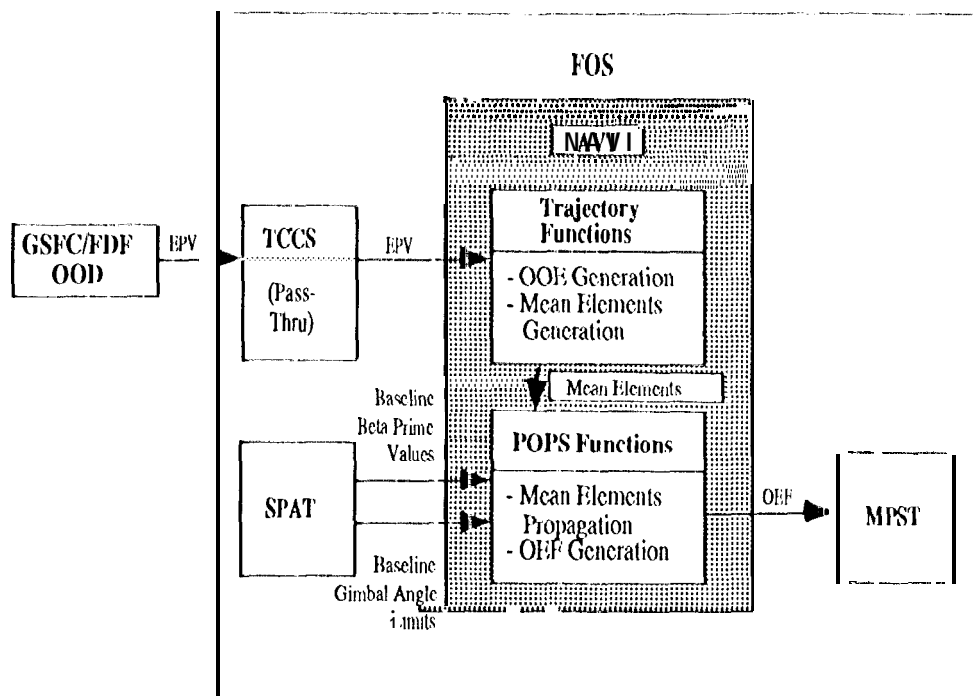 FOS
Trajectory
Functions
- OOE Generation
- Mean Elements
Generation
GSFC/FDF
OOD
EPV
TCCS
(Pass-
Thru)
EPV
Mean Elements
Baseline
Beta Prime
Values
POPS Functions
- Mean Elements
Propagation
- OEF Generation
SPAT
OEF
MPST
Baseline
Gimbal Angle
Limits